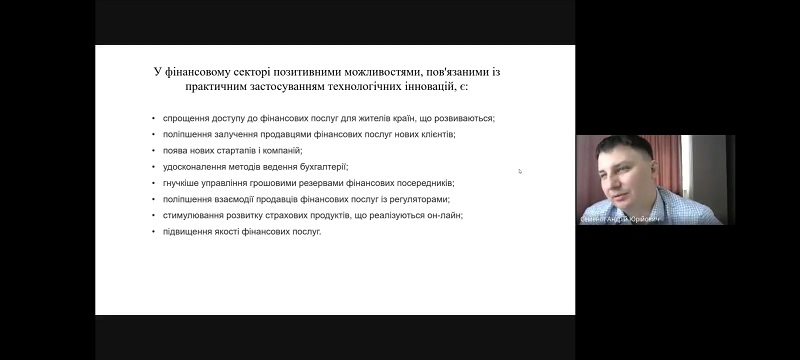 У фінансовому секторі позитивними можливостями, пов'язаними із
практичним застосуванням технологічних інновацій, є:
• спрощення доступу до фінансових послуг для жителів країн, що розвиваються;
• поліпшення залучення продавцями фінансових послуг нових клієнтів;
• поява нових стартапів і компаній;
• удосконалення методів ведення бухгалтерії;
• гнучкіше управління грошовими резервами фінансових посередників;
• поліпшення взаємодії продавців фінансових послуг із регуляторами;
• стимулювання розвитку страхових продуктів, що реалізуються он-лайн;
• підвищення якості фінансових послуг.
Андрій Юрійович